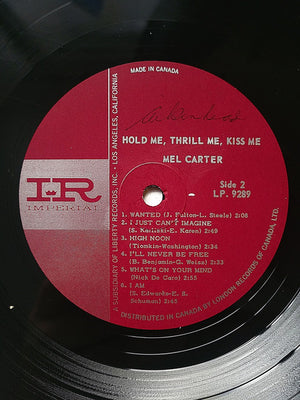 MADE IN CANADA
HOLD ME, THRILL ME, KISS ME
MEL CARTER
Side 2
LP. 9289
IR
IMPERIAL
1. WANTED (J. Fulton-L. Steele) 2:08
2. I JUST CAN'T IMAGINE
(S. Karliski-E. Karen) 2:49
3. HIGH NOON
(Tiomkin-Washington) 2:34
4. I'LL NEVER BE FREE
(B. Benjamin-G. Weiss) 2:32
5. WHAT'S ON YOUR MIND
(Nick De Caro) 2:55
6. I AM
(S. Edwards-E. S.
Schuman) 2:45
A SUBSIDIARY OF LIBERTY RECORDS, INC. - LOS ANGELES, CALIFORNIA
DISTRIBUTED IN CANADA BY LONDON RECORDS OF CANADA LTD.